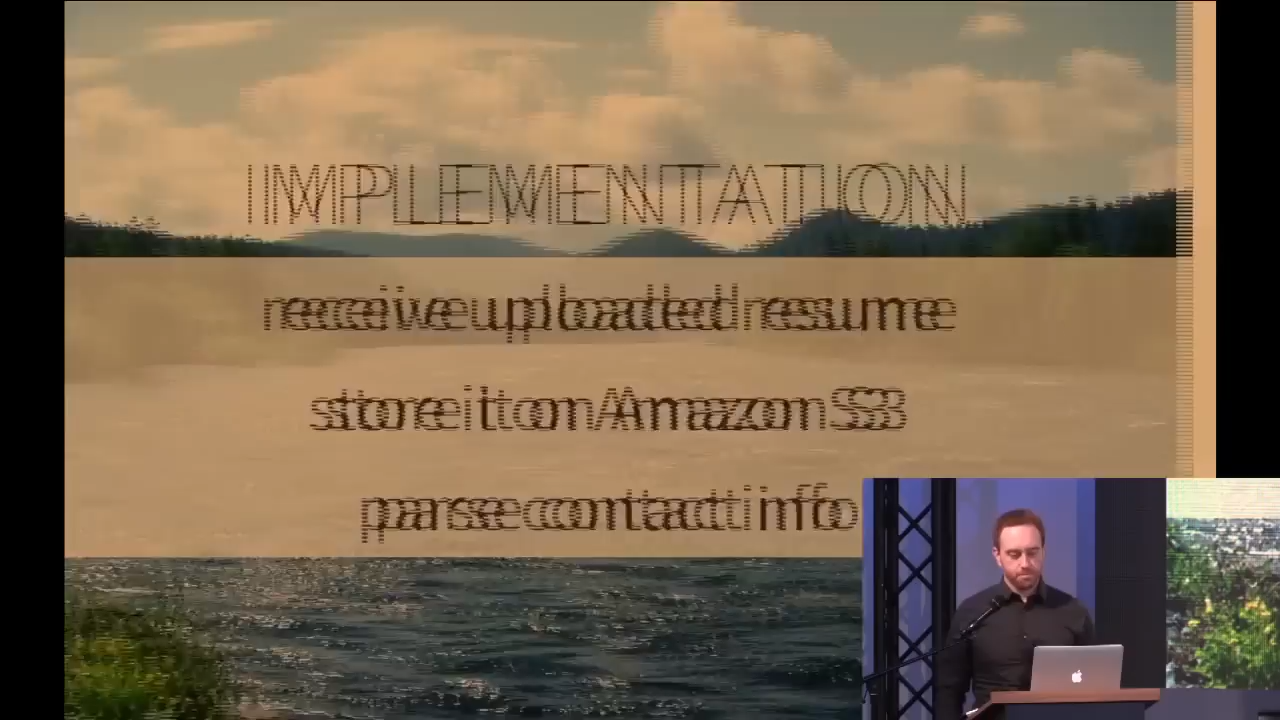 IMPLEMENTATION
receive uploaded resume
store it on Amazon S3
parse contact info